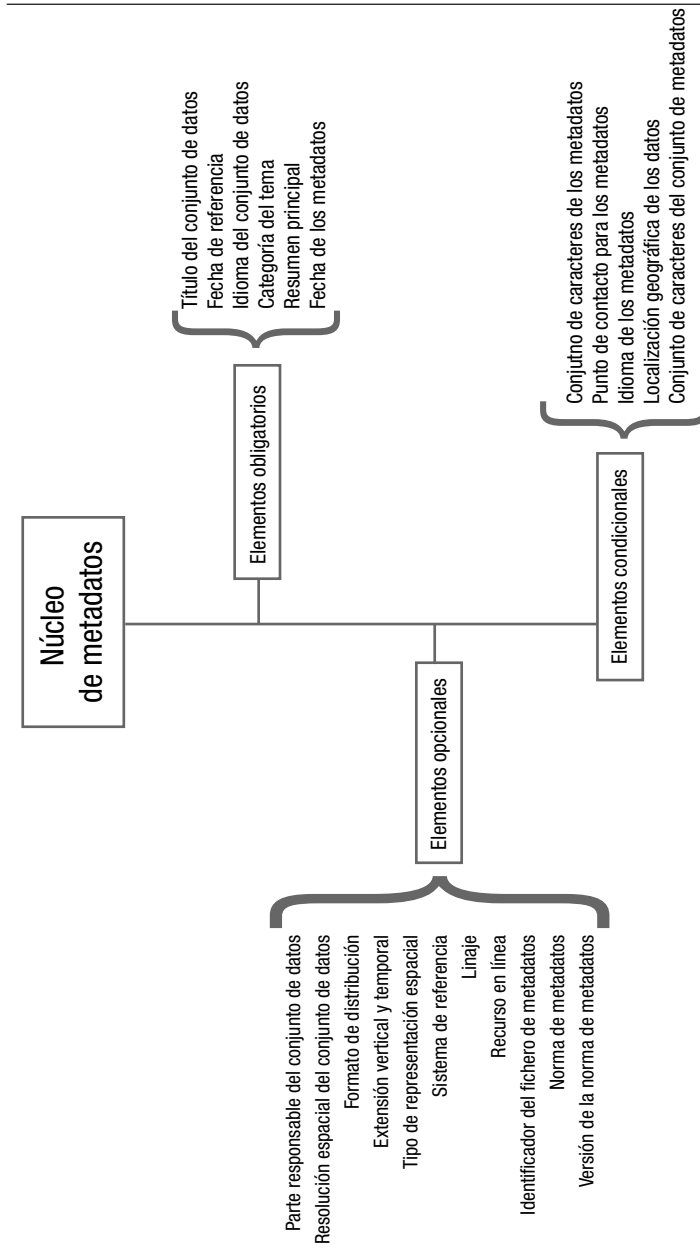 Núcleo
de metadatos
Elementos obligatorios
Título del conjunto de datos
Fecha de referencia
Idioma del conjunto de datos
Categoría del tema
Resumen principal
Fecha de los metadatos
Elementos opcionales
Parte responsable del conjunto de datos
Resolución espacial del conjunto de datos
Formato de distribución
Extensión vertical y temporal
Tipo de representación espacial
Sistema de referencia
Linaje
Recurso en línea
Identificador del fichero de metadatos
Norma de metadatos
Versión de la norma de metadatos
Elementos condicionales
Conjutno de caracteres de los metadatos
Punto de contacto para los metadatos
Idioma de los metadatos
Localización geográfica de los datos
Conjunto de caracteres del conjunto de metadatos